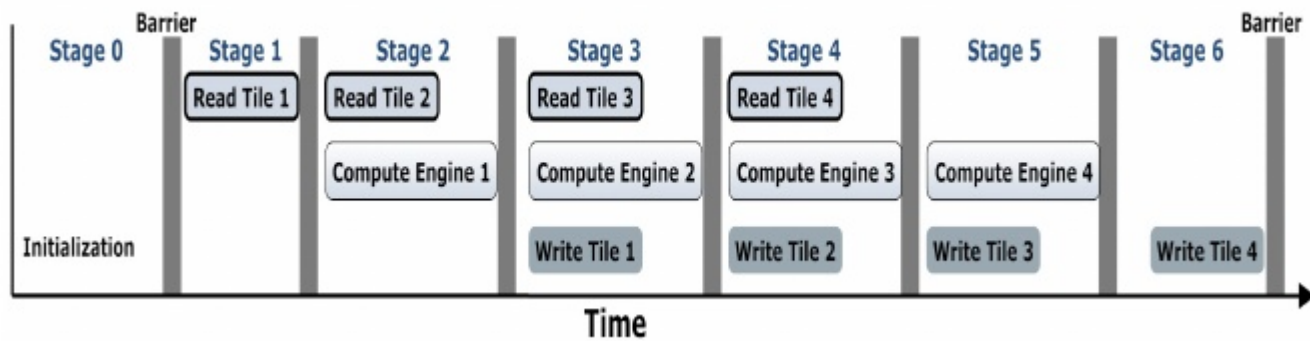 Barrier
Barrier
Stage 0
Stage 1
Stage 2
Stage 3
Stage 4
Stage 5
Stage 6
Read Tile 1
Read Tile 2
Read Tile 3
Read Tile 4
Compute Engine 1
Compute Engine 2
Compute Engine 3
Compute Engine 4
Initialization
Write Tile 1
Write Tile 2
Write Tile 3
Write Tile 4
Time